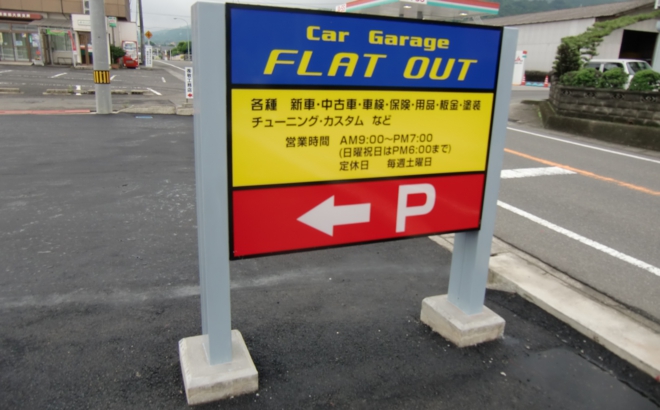 Car Garage
FLAT OUT
各種 新車・中古車・車検・保険・用品・鈑金・塗装
チューニング・カスタム など
営業時間 AM9:00～PM7:00
(日曜祝日はPM6:00まで)
定休日 毎週土曜日
P